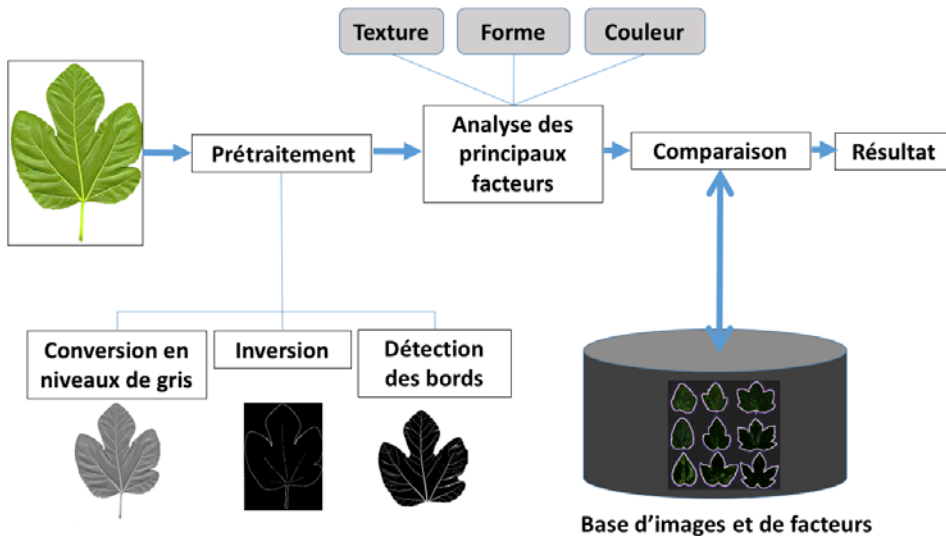 Texture
Forme
Couleur
Prétraitement
Analyse des
principaux
facteurs
Comparaison
Résultat
Conversion en
niveaux de gris
Inversion
Détection
des bords
Base d'images et de facteurs